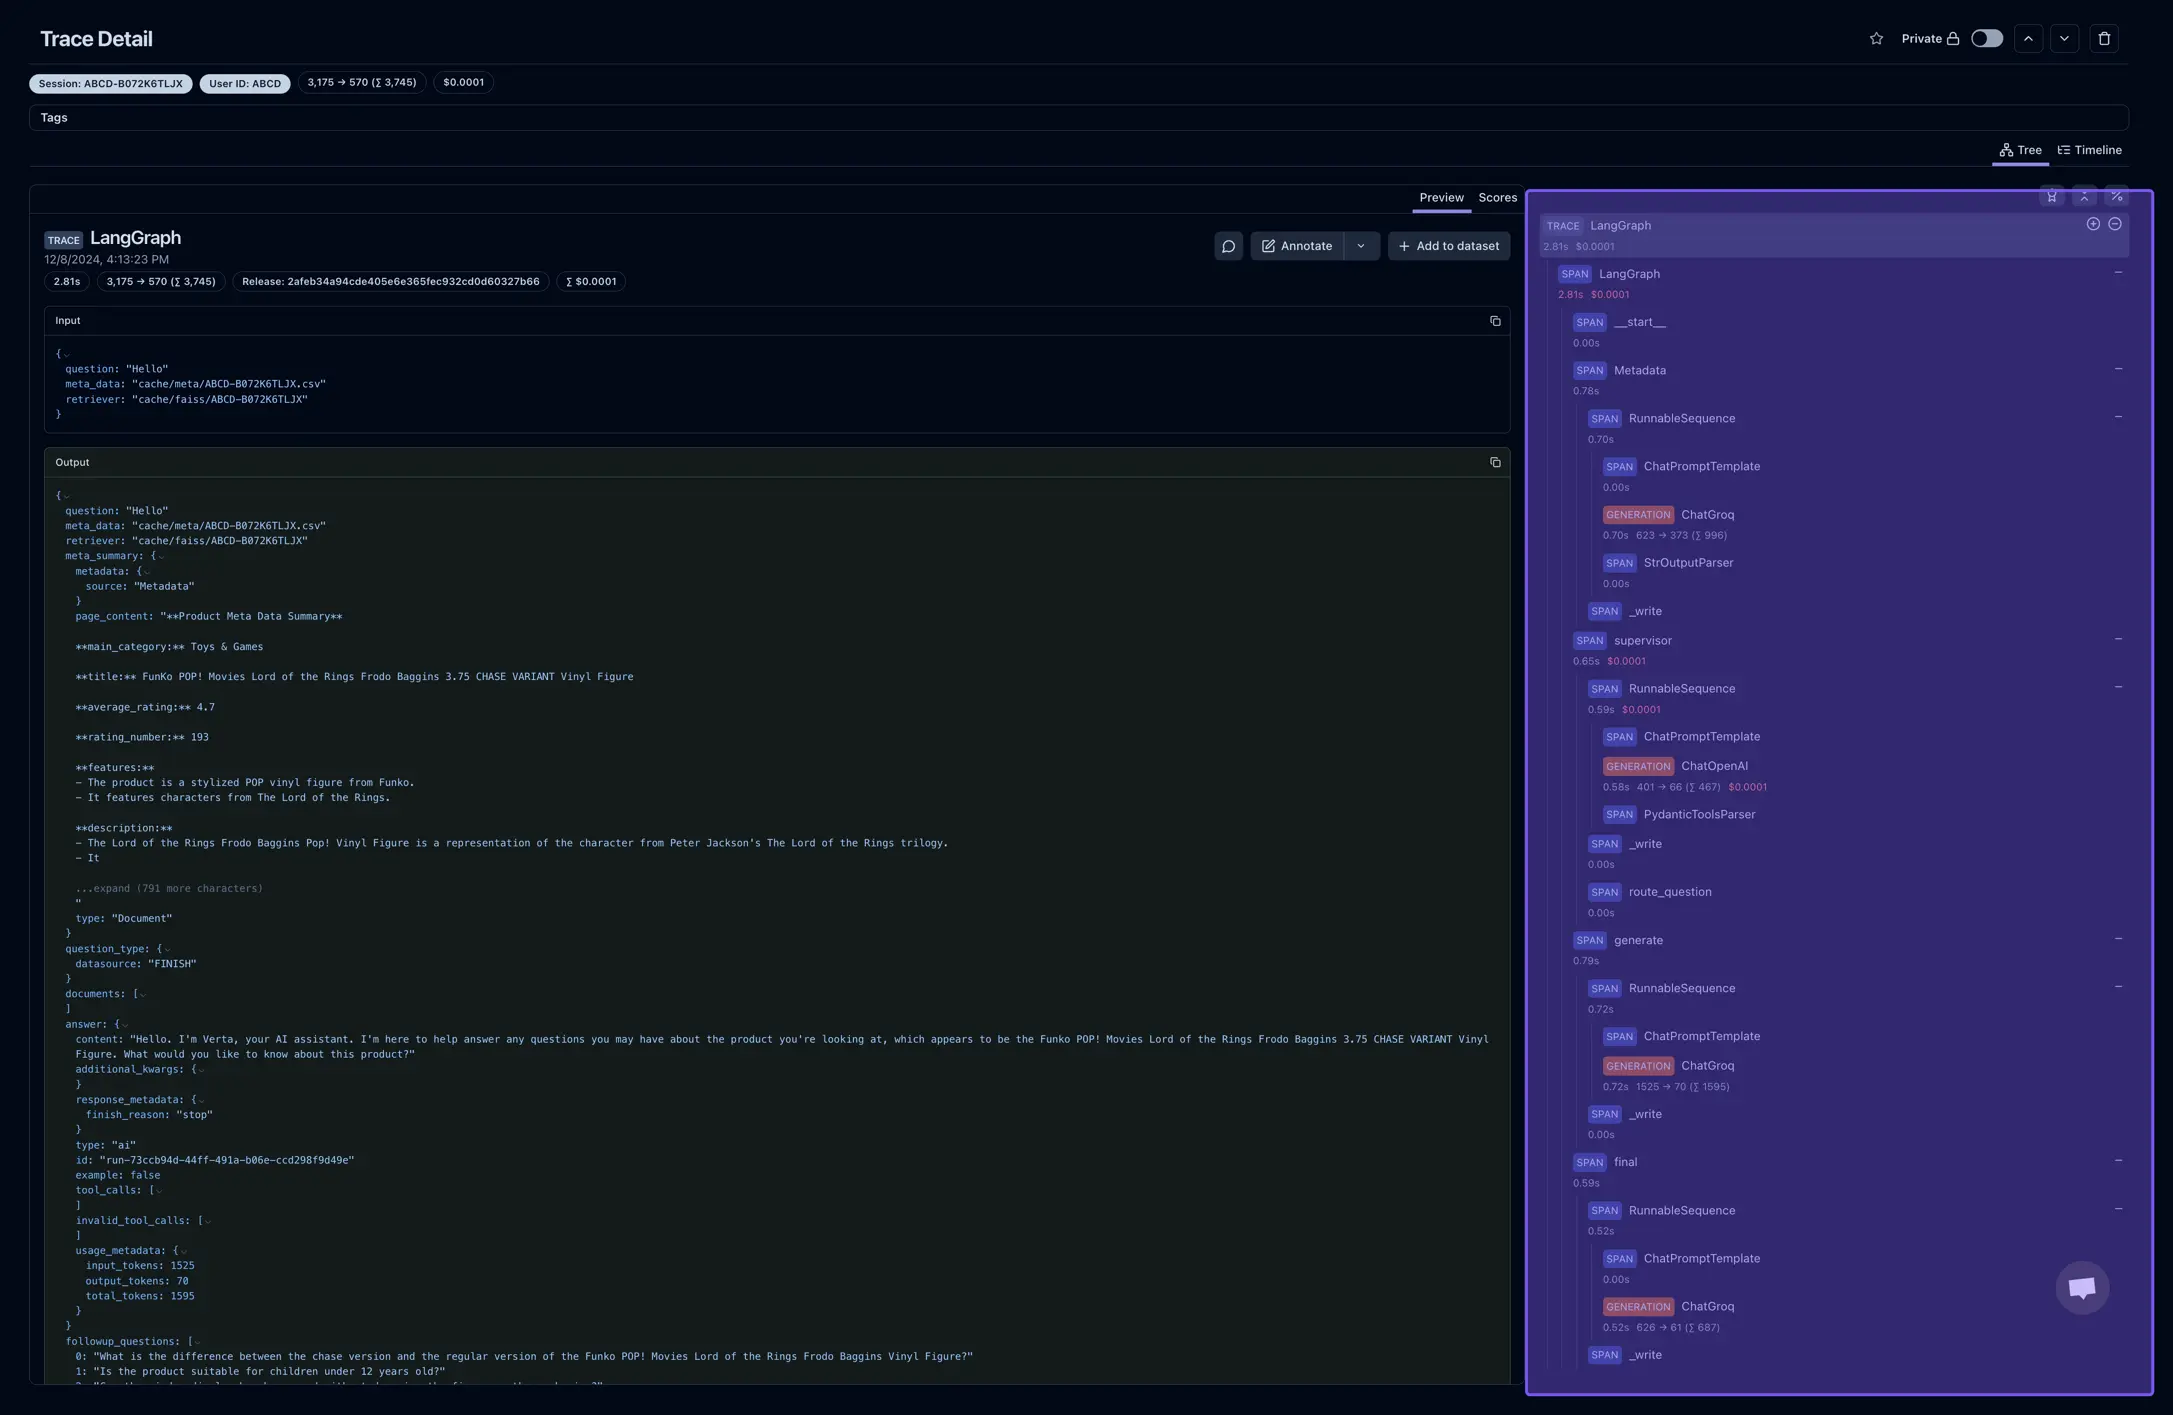 Trace Detail
Private
Session: ABCD-B072K6TLJX
User ID: ABCD
3,175 → 570 (∑ 3,745)
$0.0001
Tags
Tree
Timeline
Preview
Scores
TRACE LangGraph
12/8/2024, 4:13:23 PM
Annotate
+ Add to dataset
2.81s
3,175 → 570 (∑ 3,745)
Release: 2afeb34a94cde405e6e365fec932cd0d60327b66
∑ $0.0001
Input
{
question: "Hello"
meta_data: "cache/meta/ABCD-B072K6TLJX.csv"
retriever: "cache/faiss/ABCD-B072K6TLJX"
}
Output
{
question: "Hello"
meta_data: "cache/meta/ABCD-B072K6TLJX.csv"
retriever: "cache/faiss/ABCD-B072K6TLJX"
meta_summary: {
metadata: {
source: "Metadata"
}
page_content: "**Product Meta Data Summary**
**main_category:** Toys & Games
**title:** FunKo POP! Movies Lord of the Rings Frodo Baggins 3.75 CHASE VARIANT Vinyl Figure
**average_rating:** 4.7
**rating_number:** 193
**features:**
- The product is a stylized POP vinyl figure from Funko.
- It features characters from The Lord of the Rings.
**description:**
- The Lord of the Rings Frodo Baggins Pop! Vinyl Figure is a representation of the character from Peter Jackson's The Lord of the Rings trilogy.
- It
...expand (791 more characters)
"
type: "Document"
}
question_type: {
datasource: "FINISH"
}
documents: [
]
answer: {
content: "Hello. I'm Verta, your AI assistant. I'm here to help answer any questions you may have about the product you're looking at, which appears to be the Funko POP! Movies Lord of the Rings Frodo Baggins 3.75 CHASE VARIANT Vinyl
Figure. What would you like to know about this product?"
additional_kwargs: {
}
response_metadata: {
finish_reason: "stop"
}
type: "ai"
id: "run-73ccb94d-44ff-491a-b06e-ccd298f9d49e"
example: false
tool_calls: [
]
invalid_tool_calls: [
]
usage_metadata: {
input_tokens: 1525
output_tokens: 70
total_tokens: 1595
}
}
followup_questions: [
0: "What is the difference between the chase version and the regular version of the Funko POP! Movies Lord of the Rings Frodo Baggins Vinyl Figure?"
1: "Is the product suitable for children under 12 years old?"
TRACE LangGraph
2.81s $0.0001
SPAN LangGraph
2.81s $0.0001
SPAN __start__
0.00s
SPAN Metadata
0.78s
SPAN RunnableSequence
0.70s
SPAN ChatPromptTemplate
0.00s
GENERATION ChatGroq
0.70s 623 → 373 (∑ 996)
SPAN StrOutputParser
0.00s
SPAN _write
SPAN supervisor
0.65s $0.0001
SPAN RunnableSequence
0.59s $0.0001
SPAN ChatPromptTemplate
GENERATION ChatOpenAI
0.58s 401 → 66 (∑ 467) $0.0001
SPAN PydanticToolsParser
SPAN _write
0.00s
SPAN route_question
0.00s
SPAN generate
0.79s
SPAN RunnableSequence
0.72s
SPAN ChatPromptTemplate
GENERATION ChatGroq
0.72s 1525 → 70 (∑ 1595)
SPAN _write
0.00s
SPAN final
0.59s
SPAN RunnableSequence
0.52s
SPAN ChatPromptTemplate
0.00s
GENERATION ChatGroq
0.52s 626 → 61 (∑ 687)
SPAN _write